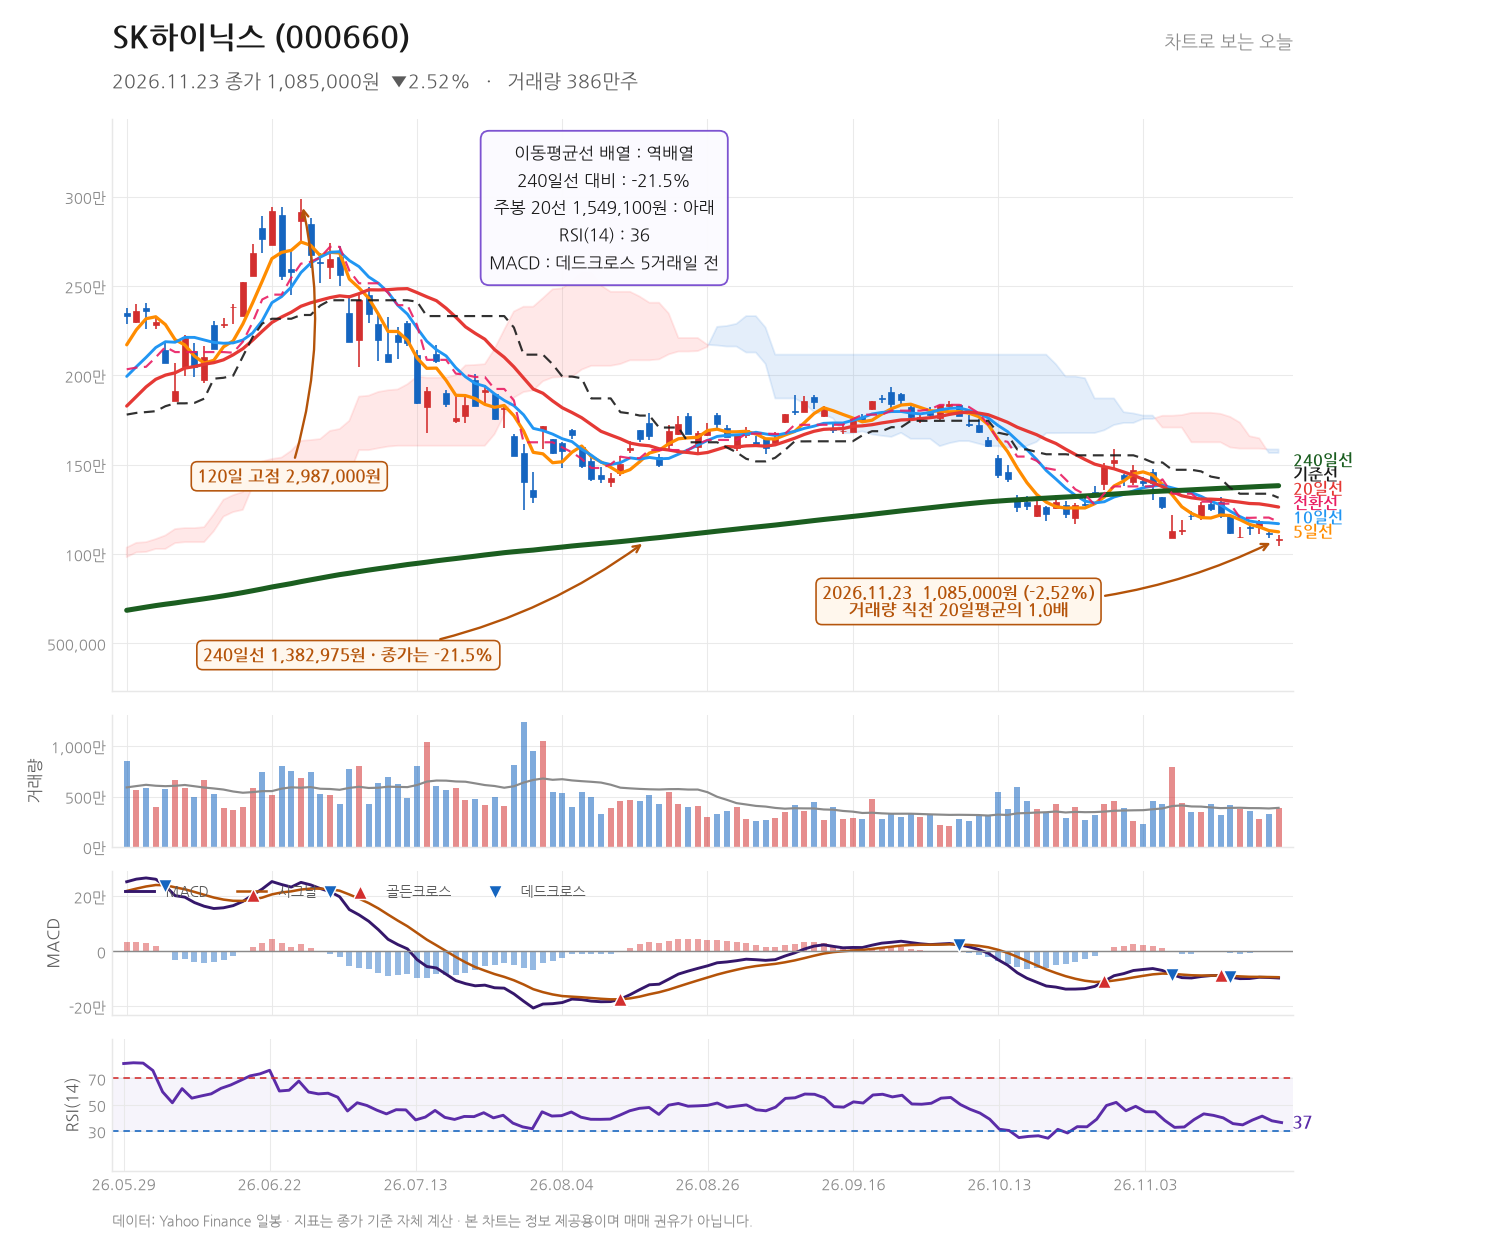 SK하이닉스 (000660)
차트로 보는 오늘
2026.11.23 종가 1,085,000원 ▼2.52% · 거래량 386만주
이동평균선 배열 : 역배열
240일선 대비 : -21.5%
주봉 20선 1,549,100원 : 아래
RSI(14) : 36
MACD : 데드크로스 5거래일 전
300만
250만
200만
150만
100만
500,000
120일 고점 2,987,000원
240일선 1,382,975원 · 종가는 -21.5%
2026.11.23 1,085,000원 (-2.52%)
거래량 직전 20일평균의 1.0배
240일선
기준선
20일선
전환선
10일선
5일선
거래량
1,000만
500만
0만
MACD
20만
0
-20만
MACD
시그널
골든크로스
데드크로스
RSI(14)
70
50
30
37
26.05.29
26.06.22
26.07.13
26.08.04
26.08.26
26.09.16
26.10.13
26.11.03
데이터: Yahoo Finance 일봉 · 지표는 종가 기준 자체 계산 · 본 차트는 정보 제공용이며 매매 권유가 아닙니다.